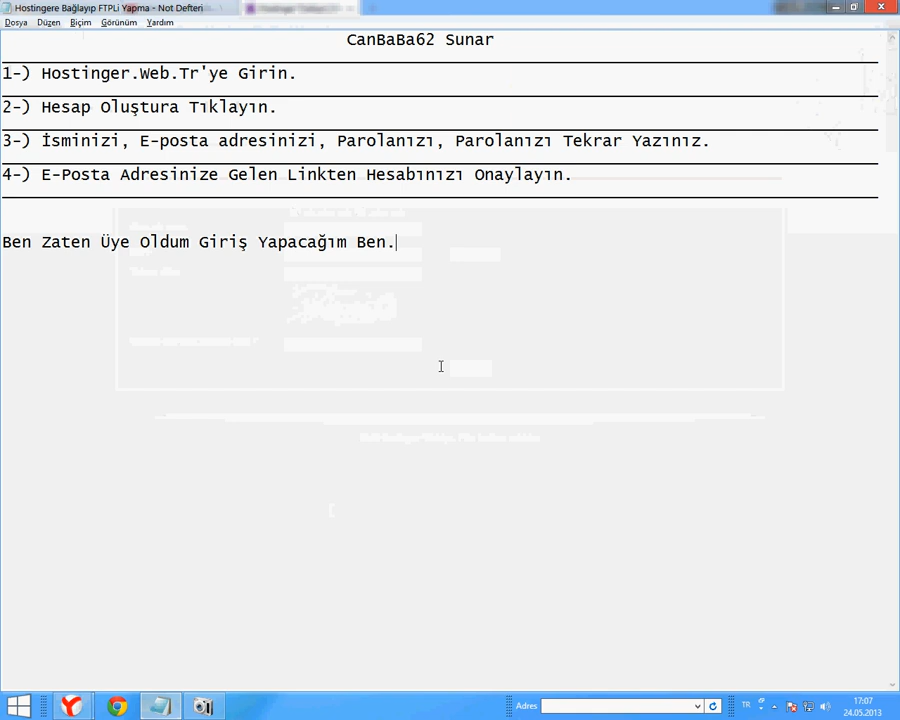 Hostingere Bağlayıp FTPLi Yapma - Not Defteri
Dosya Düzen Biçim Görünüm Yardım
CanBaBa62 Sunar
1-) Hostinger.Web.Tr'ye Girin.
2-) Hesap Oluştura Tıklayın.
3-) İsminizi, E-posta adresinizi, Parolanızı, Parolanızı Tekrar Yazınız.
4-) E-Posta Adresinize Gelen Linkten Hesabınızı Onaylayın.
Ben Zaten Üye Oldum Giriş Yapacağım Ben.
Adres
TR
17:07
24.05.2013